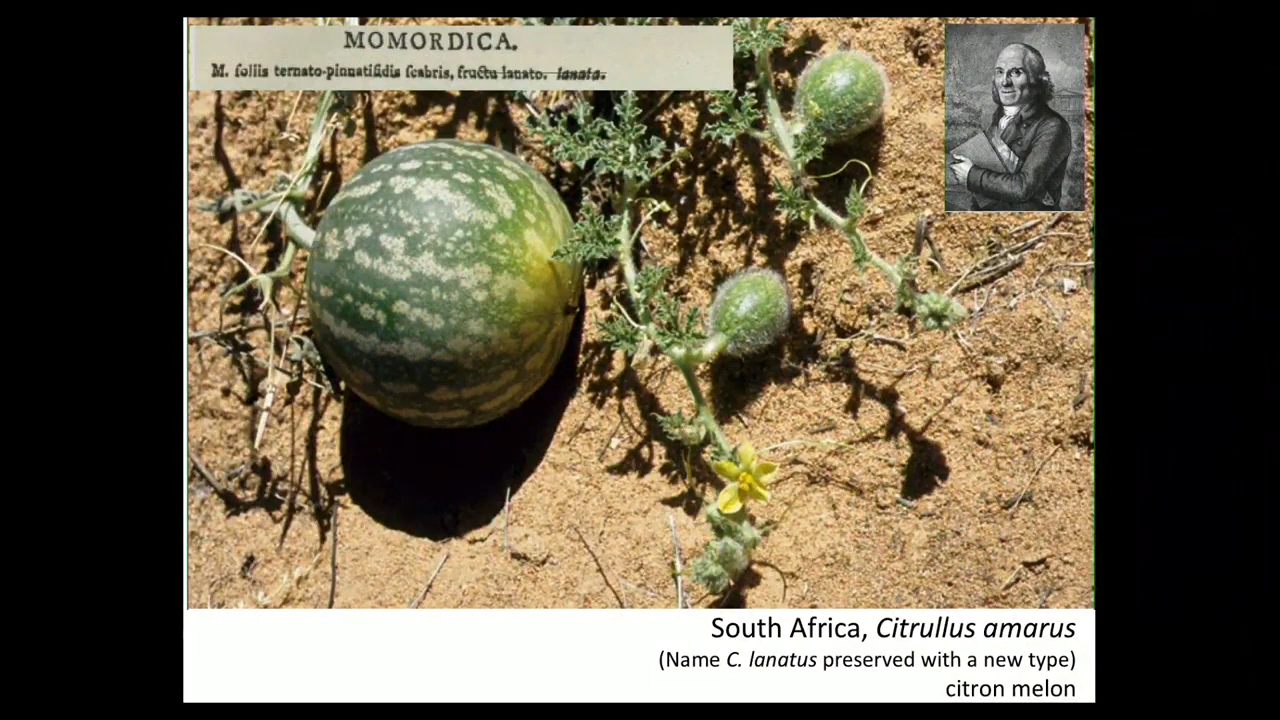 MOMORDICA.
M. foliis ternato-pinnatifidis ſcabris, fructu lanato. lanata.
South Africa, Citrullus amarus
(Name C. lanatus preserved with a new type)
citron melon